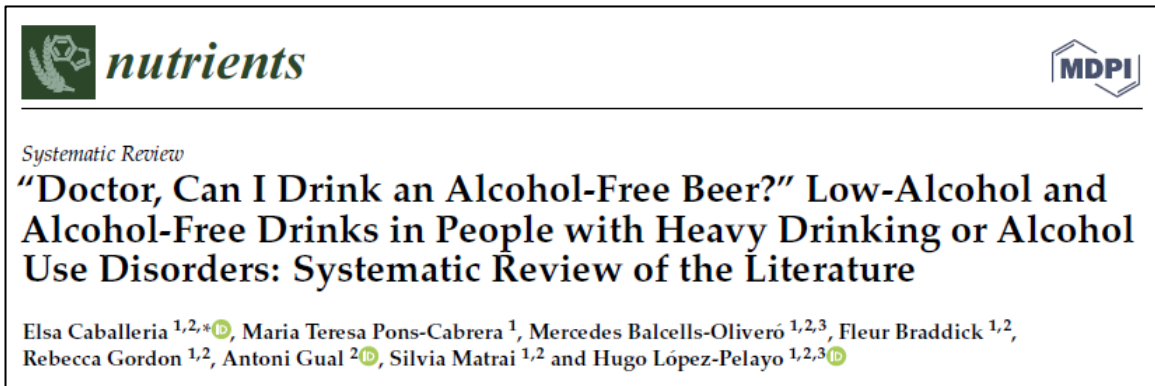 nutrients
MDPI
Systematic Review
“Doctor, Can I Drink an Alcohol-Free Beer?” Low-Alcohol and
Alcohol-Free Drinks in People with Heavy Drinking or Alcohol
Use Disorders: Systematic Review of the Literature
Elsa Caballeria 1,2,* iD, Maria Teresa Pons-Cabrera 1, Mercedes Balcells-Oliveró 1,2,3, Fleur Braddick 1,2,
Rebecca Gordon 1,2, Antoni Gual 2 iD, Silvia Matrai 1,2 and Hugo López-Pelayo 1,2,3 iD